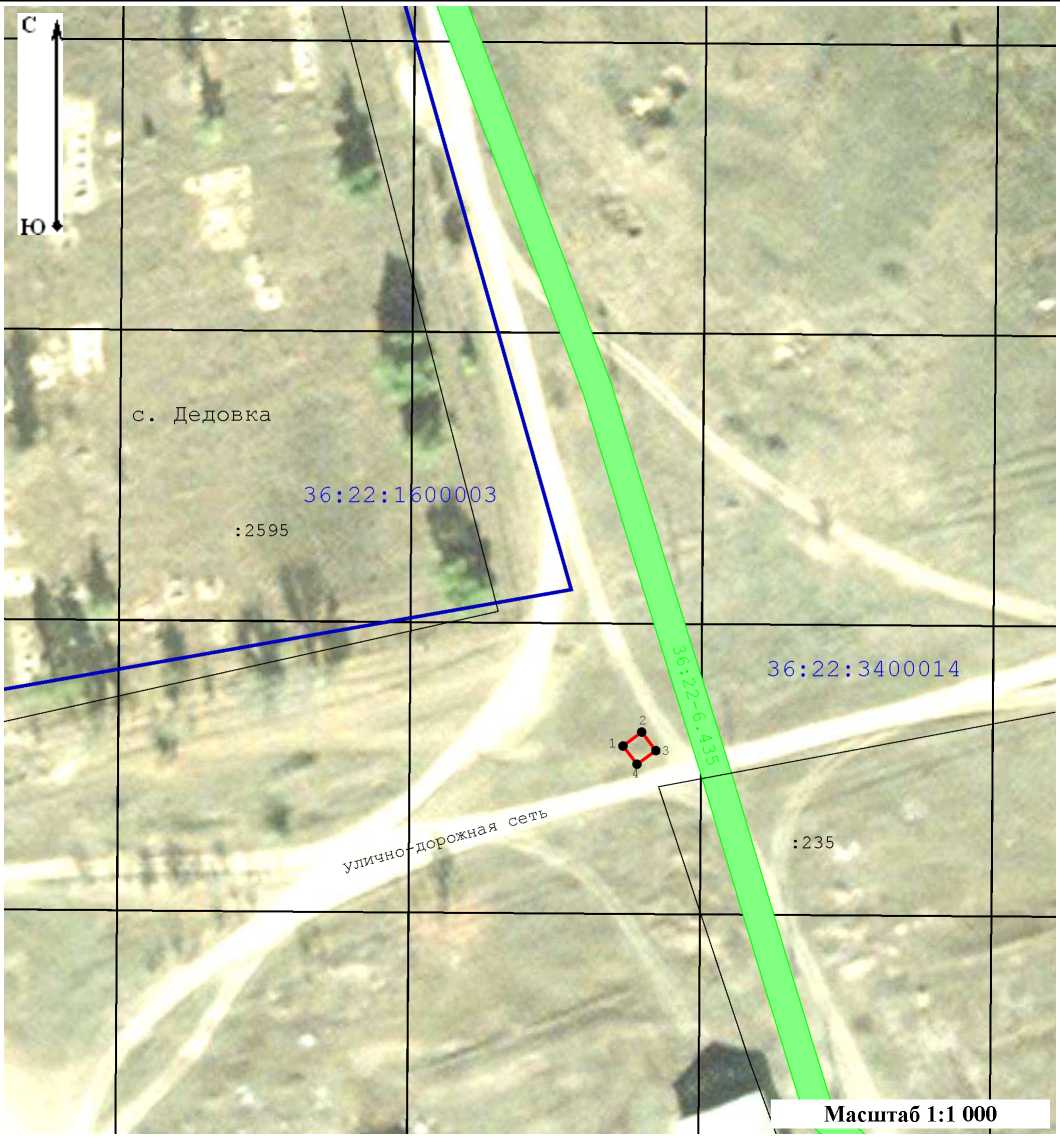 С
Ю
с. Дедовка
36:22:1600003
:2595
36:22-6.435
36:22:3400014
2
1
3
4
улично-дорожная сеть
:235
Масштаб 1:1 000